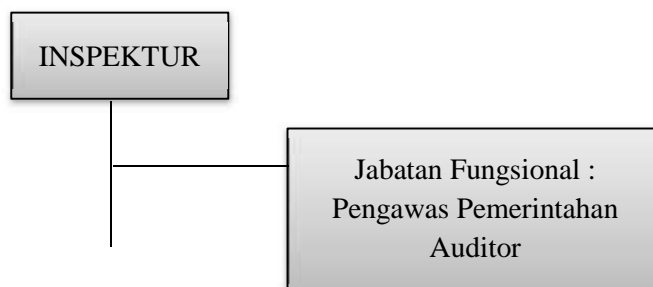 INSPEKTUR
Jabatan Fungsional :
Pengawas Pemerintahan
Auditor